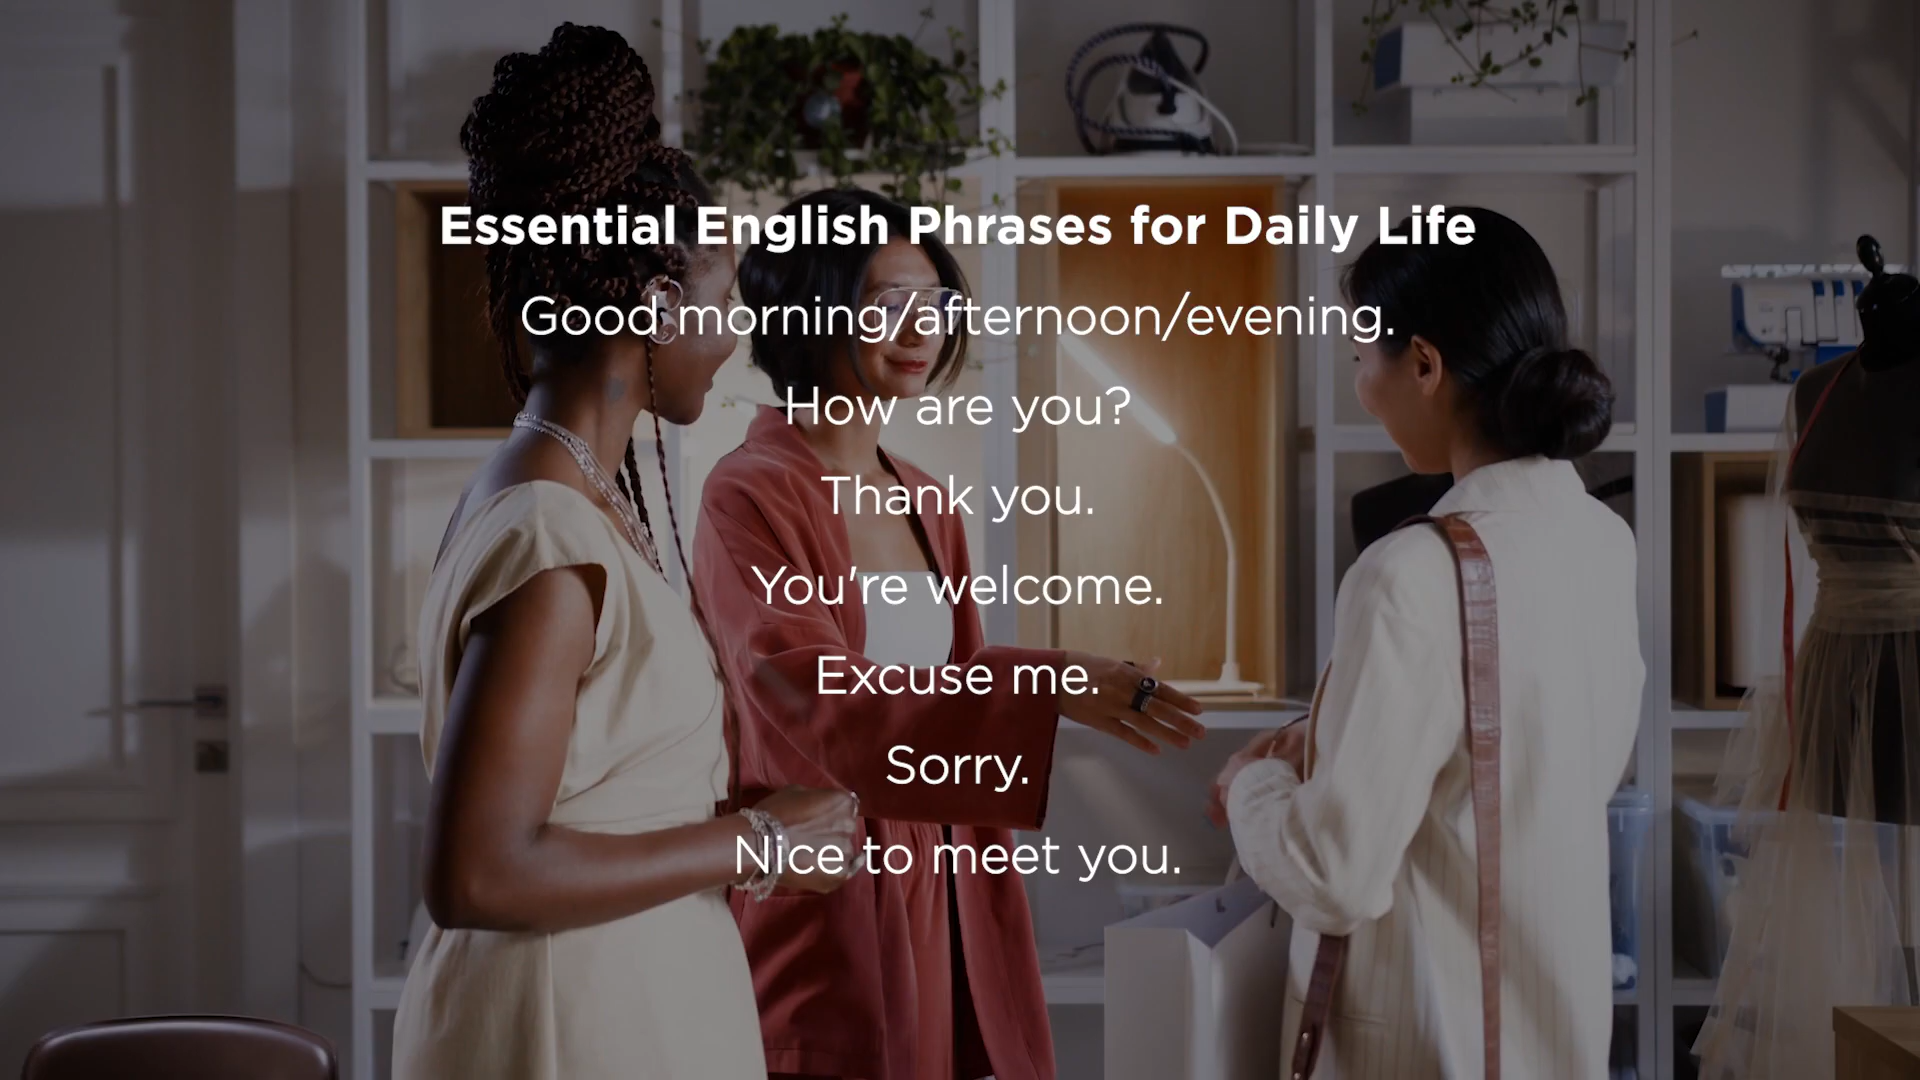 Essential English Phrases for Daily Life
Good morning/afternoon/evening.
How are you?
Thank you.
You're welcome.
Excuse me.
Sorry.
Nice to meet you.